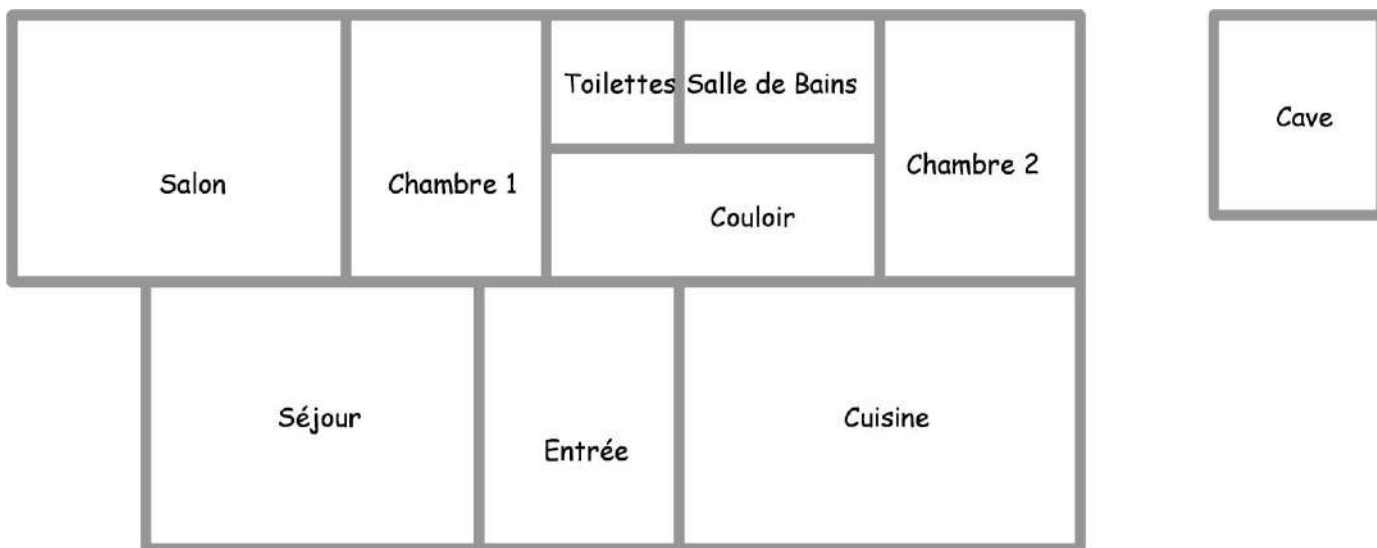 Toilettes
Salle de Bains
Cave
Salon
Chambre 1
Chambre 2
Couloir
Séjour
Entrée
Cuisine